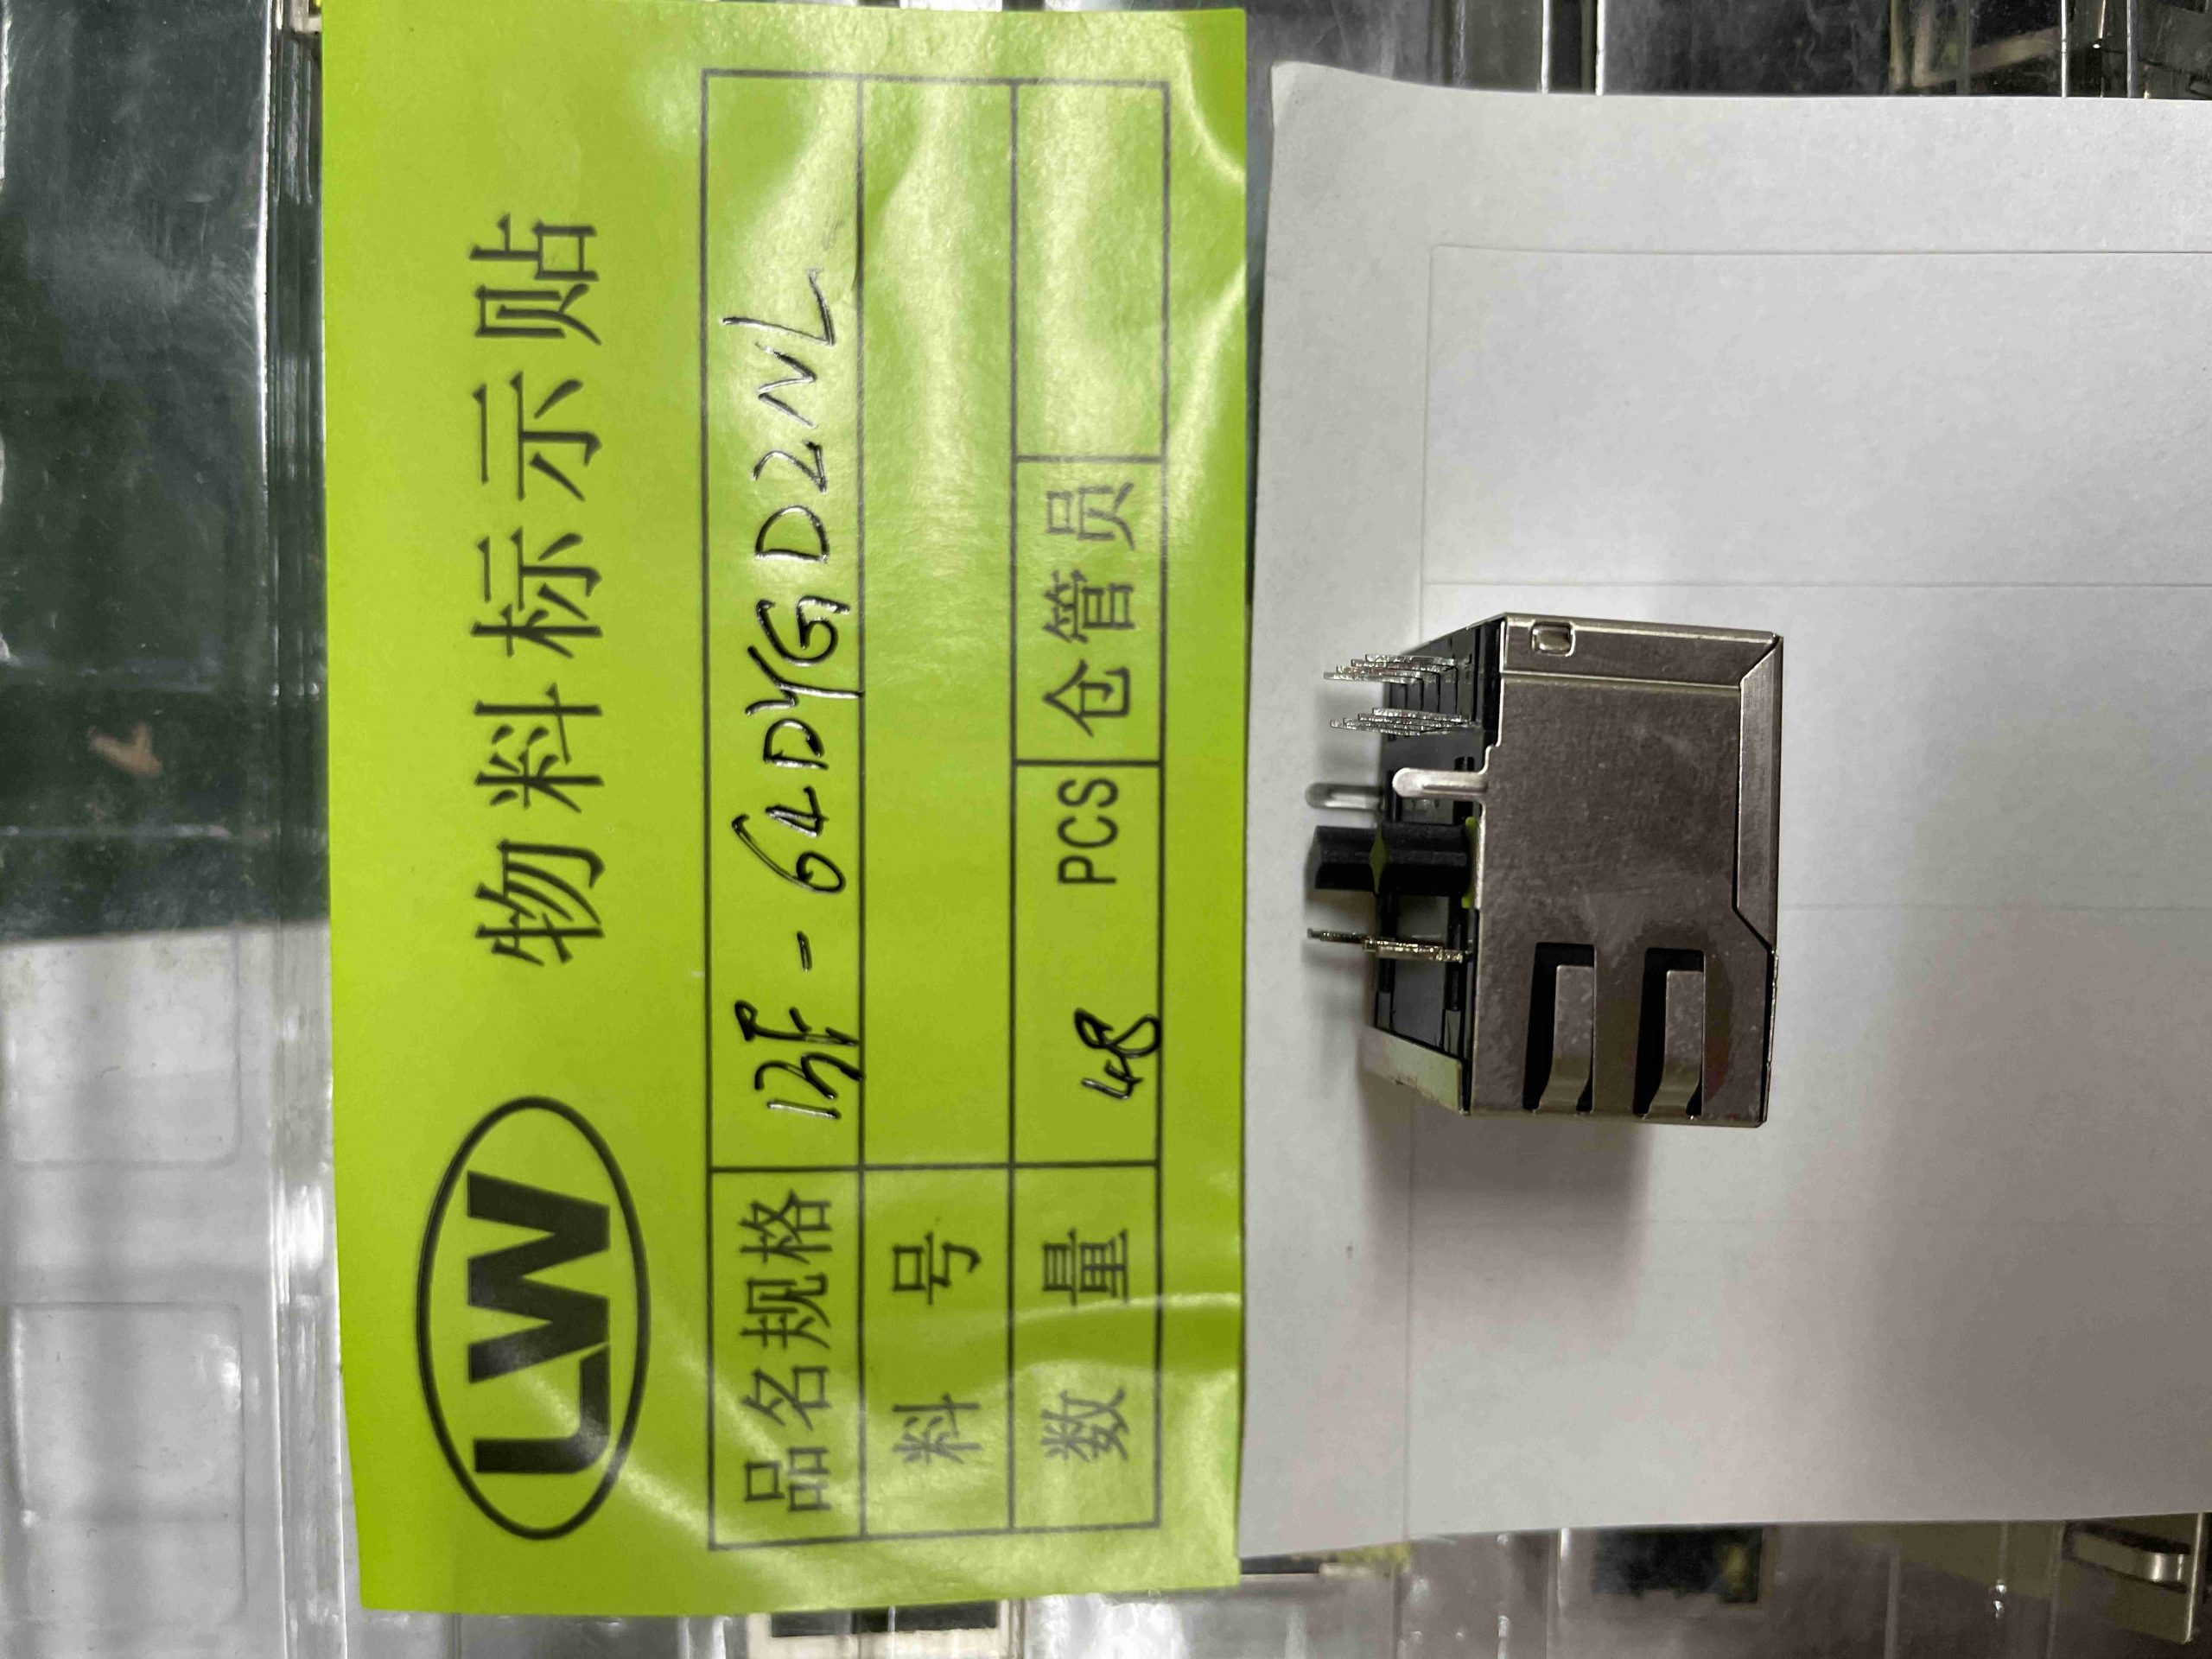 LW 物料标示贴
品名规格 13F-64DYGD2NL
料号
数量 48 PCS 仓管员